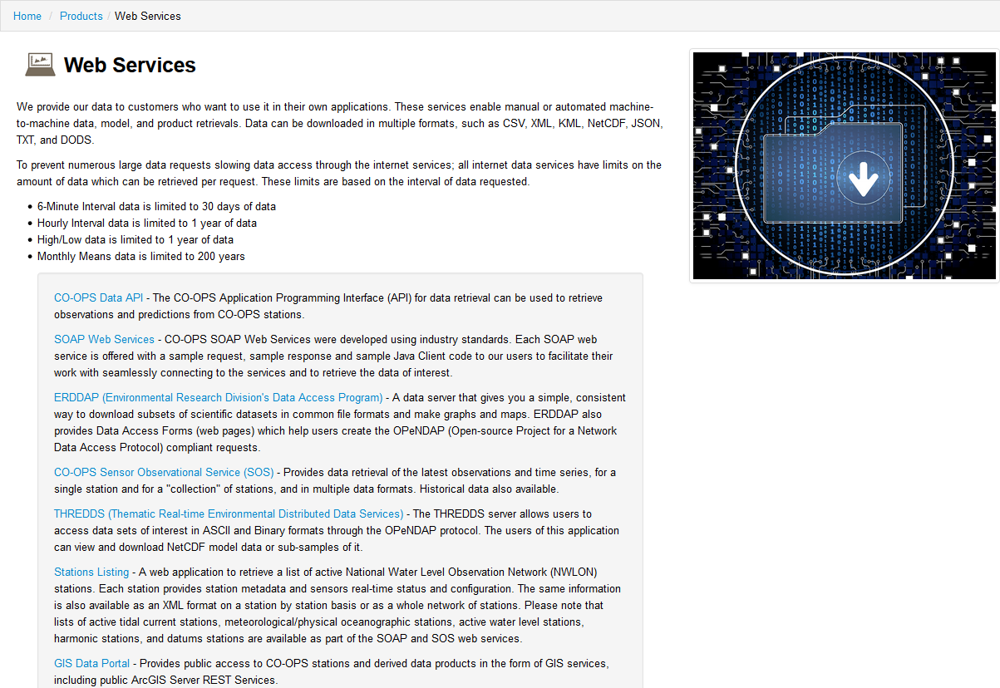 Home / Products / Web Services
Web Services
We provide our data to customers who want to use it in their own applications. These services enable manual or automated machine-
to-machine data, model, and product retrievals. Data can be downloaded in multiple formats, such as CSV, XML, KML, NetCDF, JSON,
TXT, and DODS.
To prevent numerous large data requests slowing data access through the internet services; all internet data services have limits on the
amount of data which can be retrieved per request. These limits are based on the interval of data requested.
• 6-Minute Interval data is limited to 30 days of data
• Hourly Interval data is limited to 1 year of data
• High/Low data is limited to 1 year of data
• Monthly Means data is limited to 200 years
CO-OPS Data API - The CO-OPS Application Programming Interface (API) for data retrieval can be used to retrieve
observations and predictions from CO-OPS stations.
SOAP Web Services - CO-OPS SOAP Web Services were developed using industry standards. Each SOAP web
service is offered with a sample request, sample response and sample Java Client code to our users to facilitate their
work with seamlessly connecting to the services and to retrieve the data of interest.
ERDDAP (Environmental Research Division's Data Access Program) - A data server that gives you a simple, consistent
way to download subsets of scientific datasets in common file formats and make graphs and maps. ERDDAP also
provides Data Access Forms (web pages) which help users create the OPeNDAP (Open-source Project for a Network
Data Access Protocol) compliant requests.
CO-OPS Sensor Observational Service (SOS) - Provides data retrieval of the latest observations and time series, for a
single station and for a "collection" of stations, and in multiple data formats. Historical data also available.
THREDDS (Thematic Real-time Environmental Distributed Data Services) - The THREDDS server allows users to
access data sets of interest in ASCII and Binary formats through the OPeNDAP protocol. The users of this application
can view and download NetCDF model data or sub-samples of it.
Stations Listing - A web application to retrieve a list of active National Water Level Observation Network (NWLON)
stations. Each station provides station metadata and sensors real-time status and configuration. The same information
is also available as an XML format on a station by station basis or as a whole network of stations. Please note that
lists of active tidal current stations, meteorological/physical oceanographic stations, active water level stations,
harmonic stations, and datums stations are available as part of the SOAP and SOS web services.
GIS Data Portal - Provides public access to CO-OPS stations and derived data products in the form of GIS services,
including public ArcGIS Server REST Services.